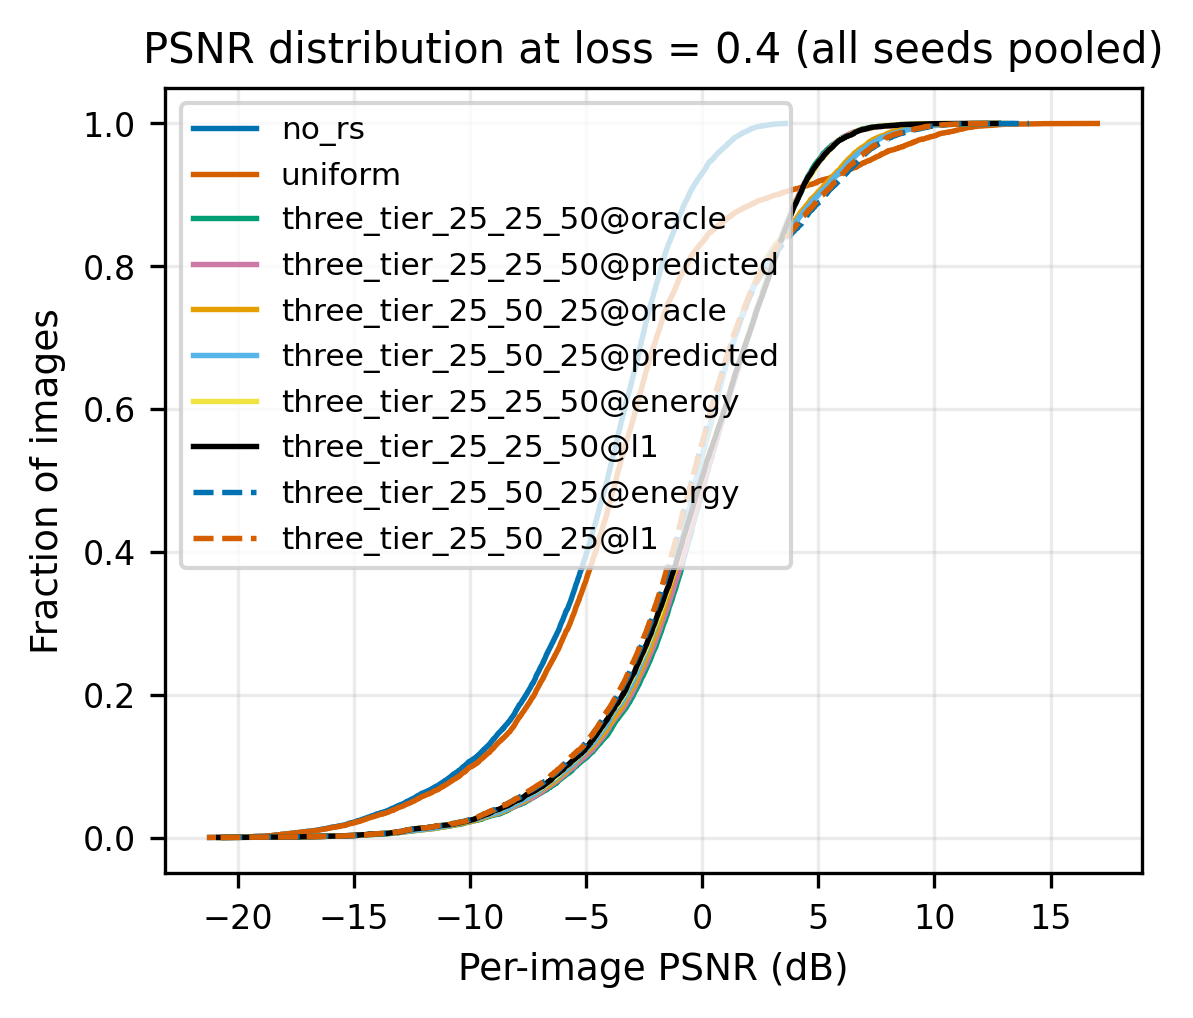 PSNR distribution at loss = 0.4 (all seeds pooled)
no_rs
uniform
three_tier_25_25_50@oracle
three_tier_25_25_50@predicted
three_tier_25_50_25@oracle
three_tier_25_50_25@predicted
three_tier_25_25_50@energy
three_tier_25_25_50@l1
three_tier_25_50_25@energy
three_tier_25_50_25@l1
Fraction of images
1.0
0.8
0.6
0.4
0.2
0.0
−20 −15 −10 −5 0 5 10 15
Per-image PSNR (dB)